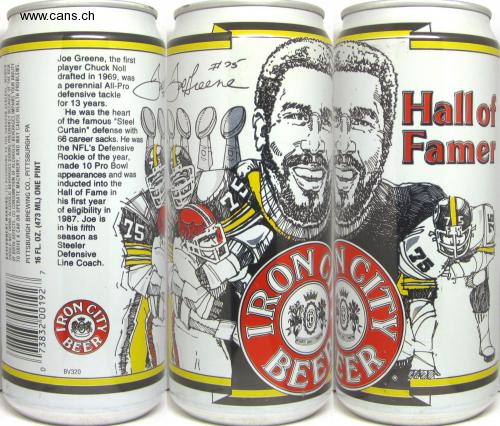 www.cans.ch
Joe Greene, the first
player Chuck Noll
drafted in 1969, was
a perennial All-Pro
defensive tackle
for 13 years.
He was the heart
of the famous "Steel
Curtain" defense with
66 career sacks. He was
the NFL's Defensive
Rookie of the year,
made 10 Pro Bowl
appearances and was
inducted into the
Hall of Fame in
his first year
of eligibility in
1987. Joe is
in his fifth
season as
Steeler
Defensive
Line Coach.
PITTSBURGH BREWING CO., PITTSBURGH, PA
16 FL. OZ. (473 ML) ONE PINT
0 73832 00192 7
IRON CITY
BEER
BV320
Joe Greene #75
75
75
IRON CITY
BEER
Hall of
Famer
75
75